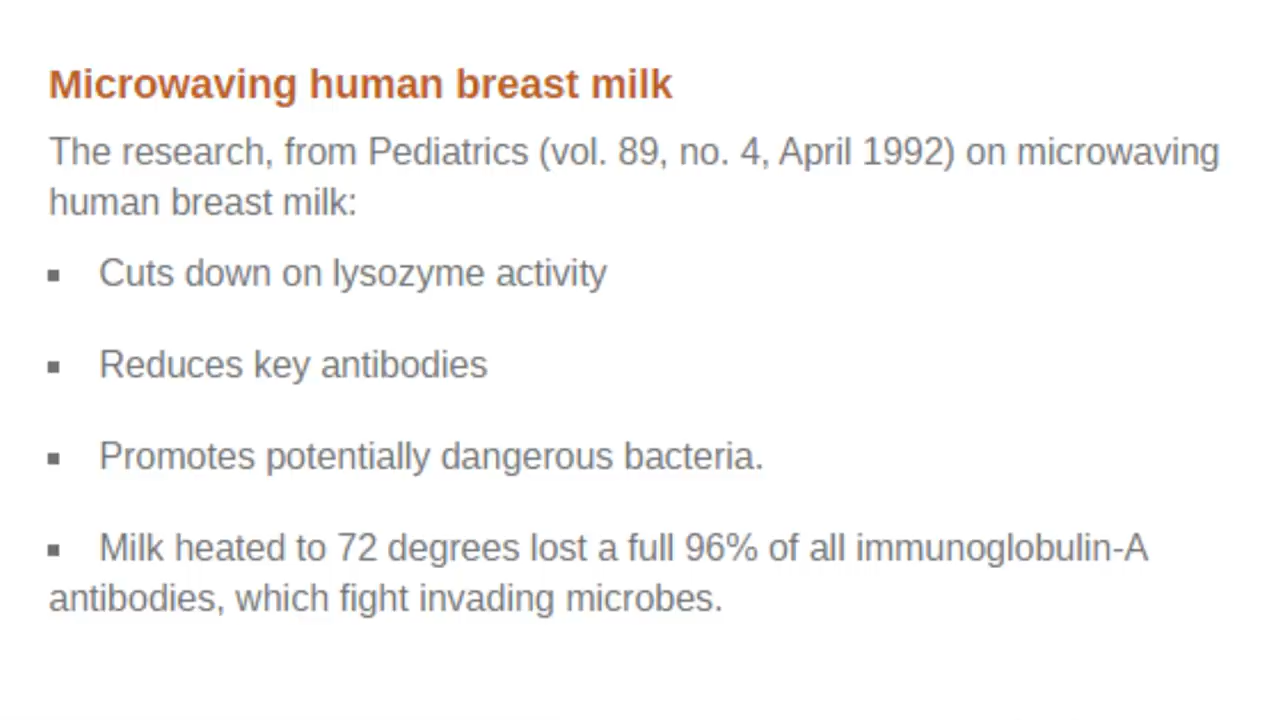 Microwaving human breast milk
The research, from Pediatrics (vol. 89, no. 4, April 1992) on microwaving
human breast milk:
▪ Cuts down on lysozyme activity
▪ Reduces key antibodies
▪ Promotes potentially dangerous bacteria.
▪ Milk heated to 72 degrees lost a full 96% of all immunoglobulin-A
antibodies, which fight invading microbes.